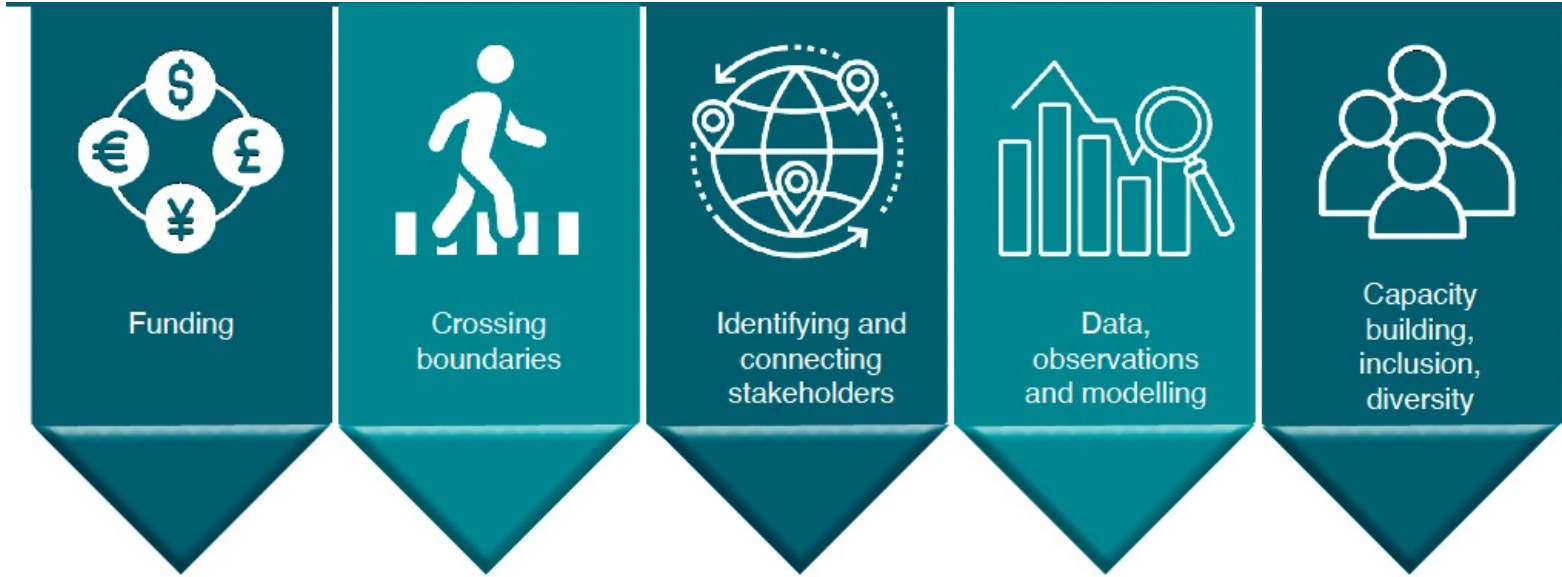 $
€
£
¥
Funding
Crossing
boundaries
Identifying and
connecting
stakeholders
Data,
observations
and modelling
Capacity
building,
inclusion,
diversity